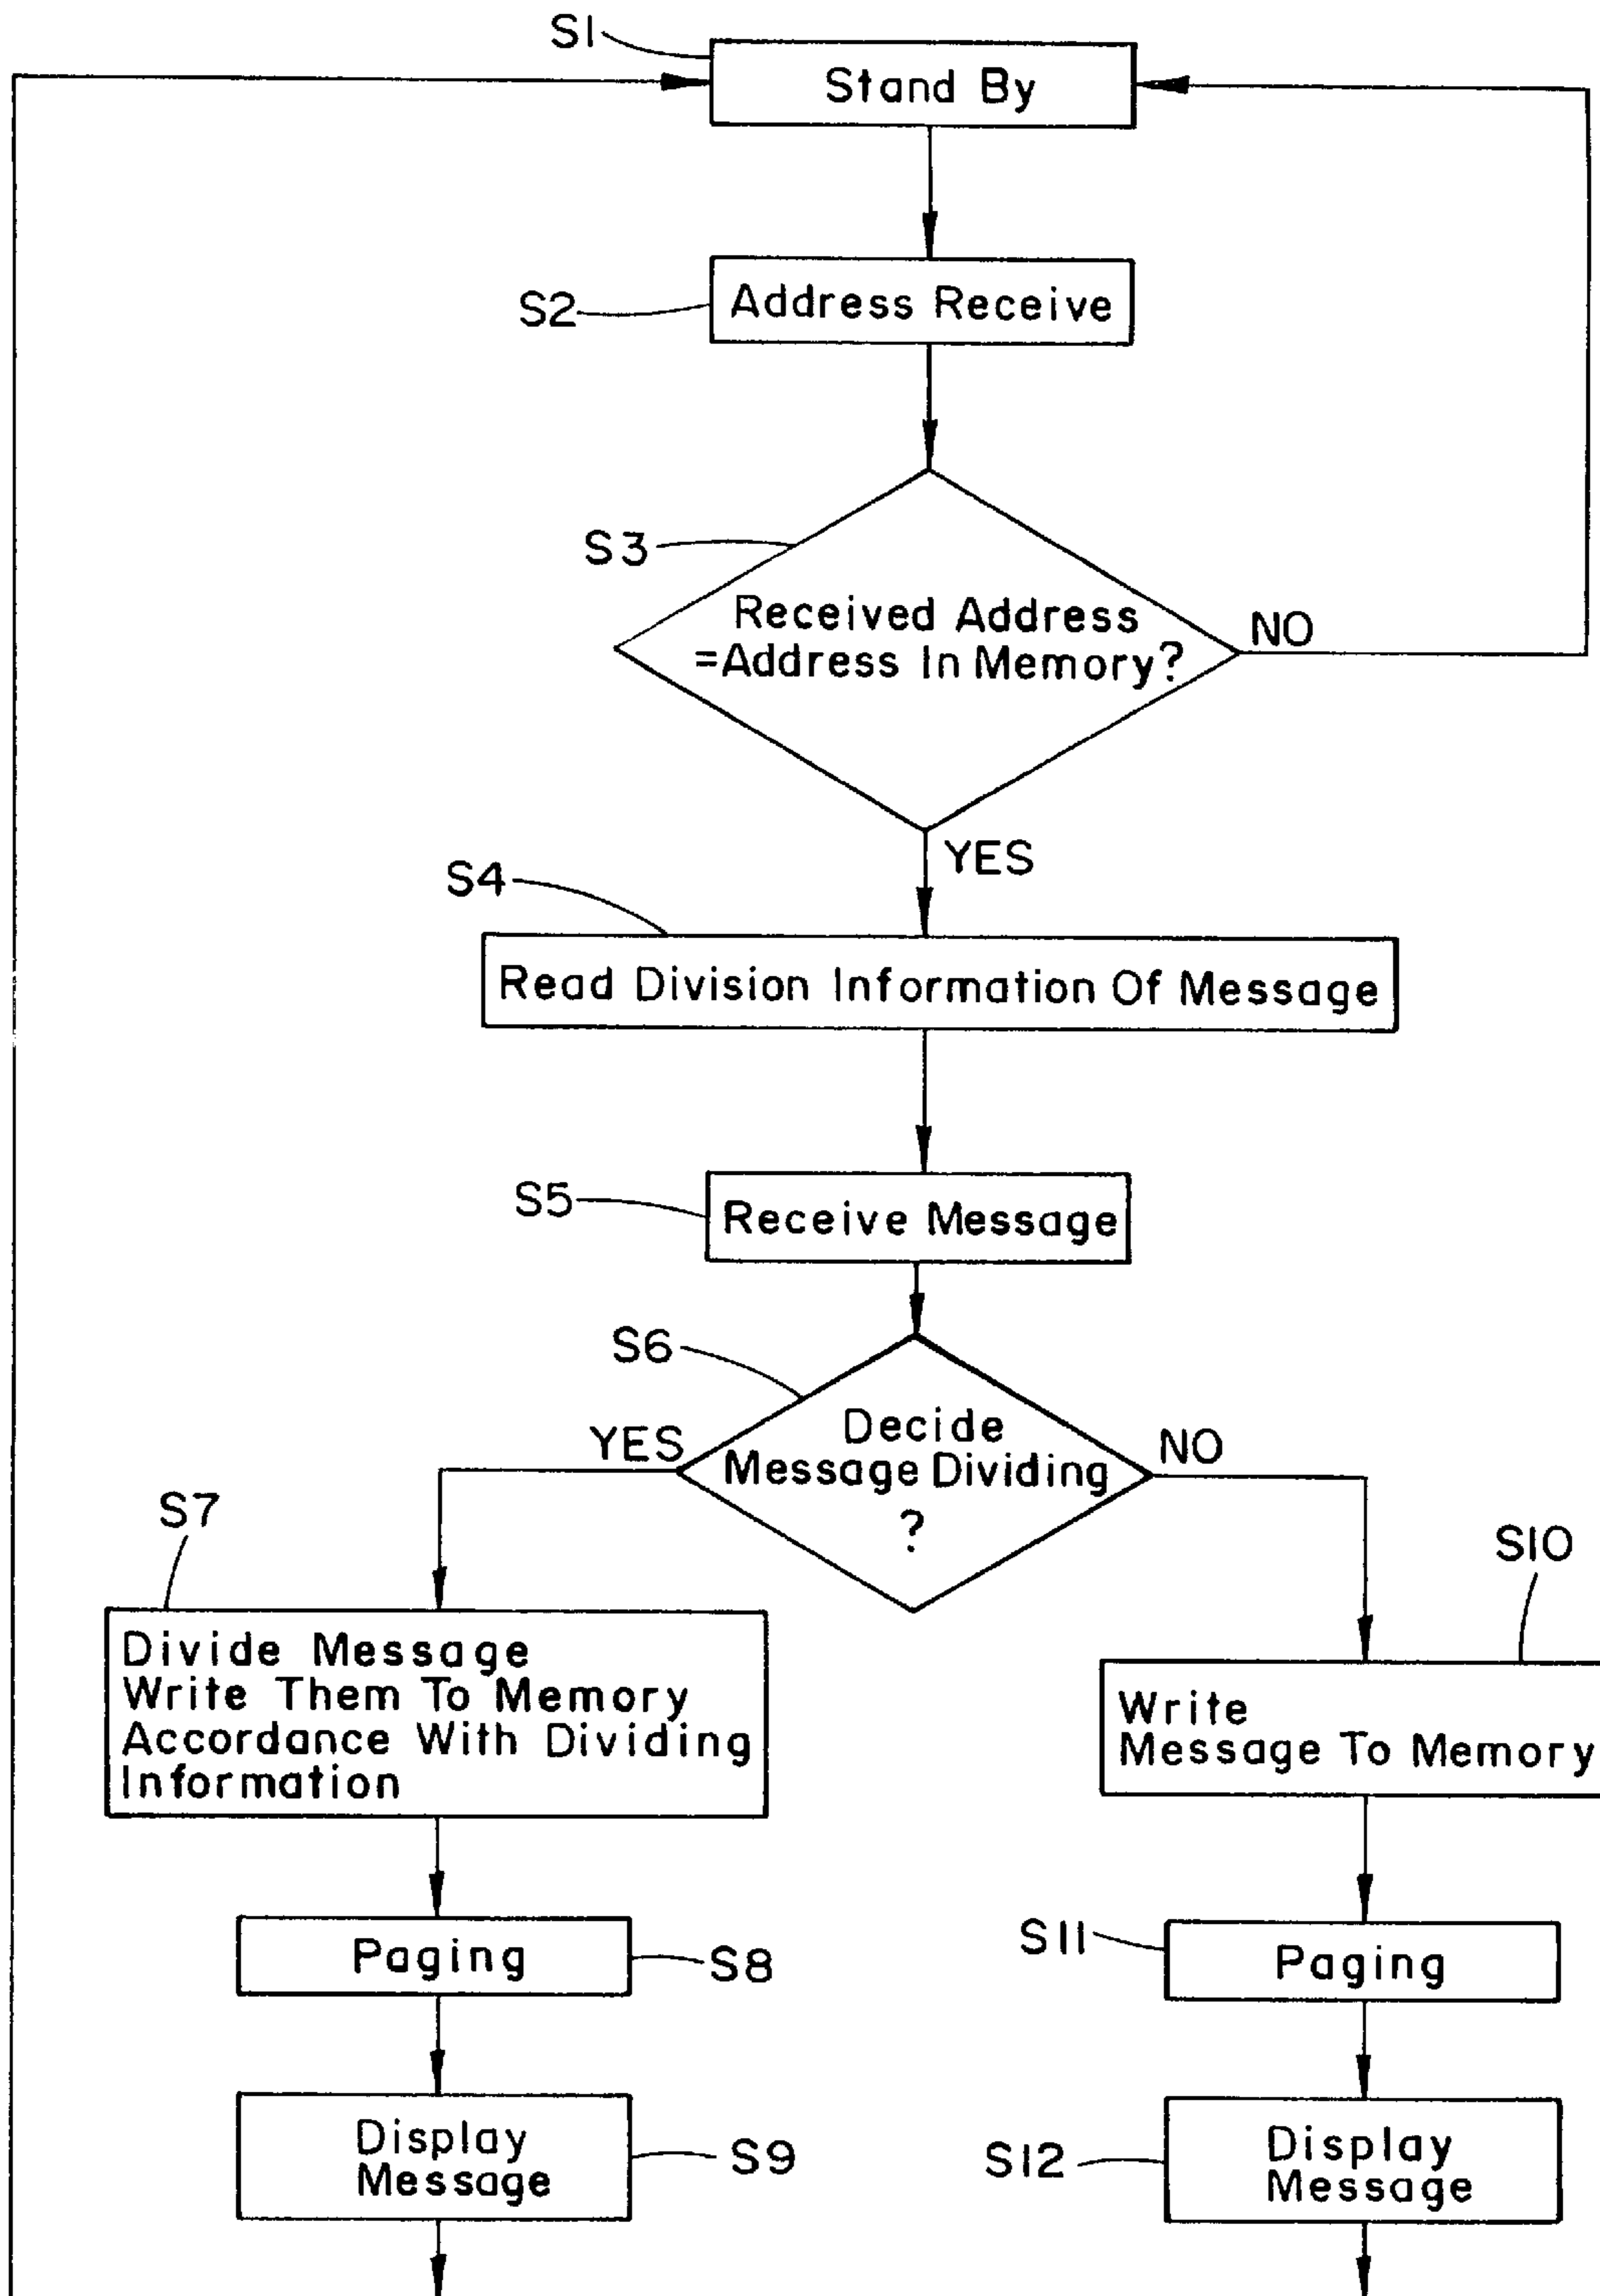 S1
Stand By
S2
Address Receive
S3
Received Address
=Address In Memory?
NO
YES
S4
Read Division Information Of Message
S5
Receive Message
S6
Decide
Message Dividing
?
YES
NO
S7
Divide Message
Write Them To Memory
Accordance With Dividing
Information
S10
Write
Message To Memory
Paging
S8
S11
Paging
Display
Message
S9
S12
Display
Message